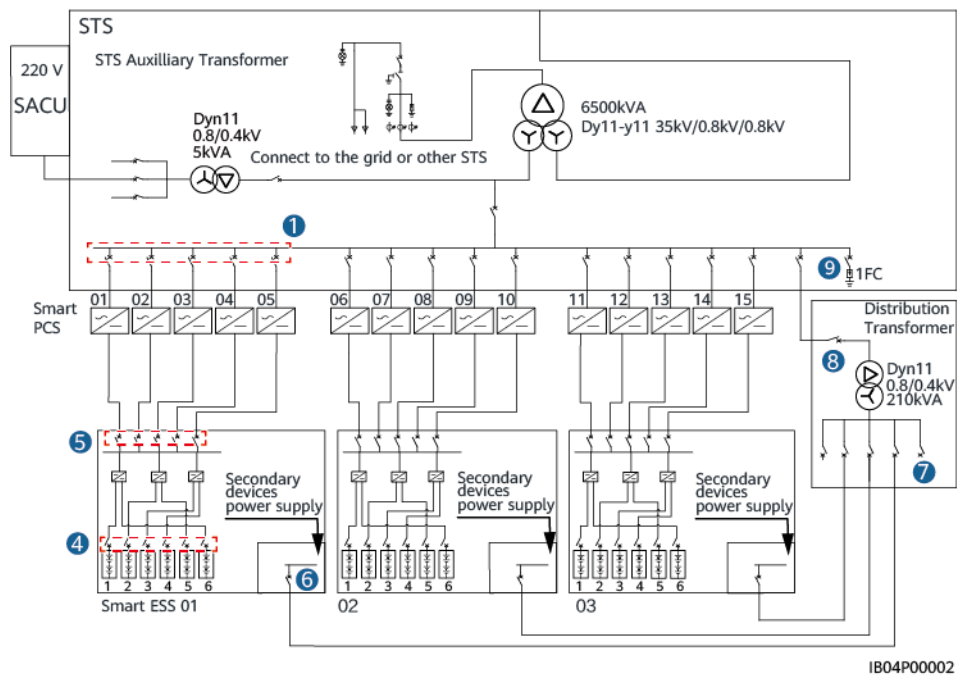 STS
STS Auxilliary Transformer
220 V
SACU
Dyn11
0.8/0.4kV
5kVA
6500kVA
Dy11-y11 35kV/0.8kV/0.8kV
Connect to the grid or other STS
1
9
1FC
Smart
PCS
01 02 03 04 05 06 07 08 09 10 11 12 13 14 15
Distribution
Transformer
8
Dyn11
0.8/0.4kV
210kVA
7
5
Secondary
devices
power supply
Secondary
devices
power supply
Secondary
devices
power supply
4
6
1 2 3 4 5 6
1 2 3 4 5 6
1 2 3 4 5 6
Smart ESS 01
02
03
IB04P00002